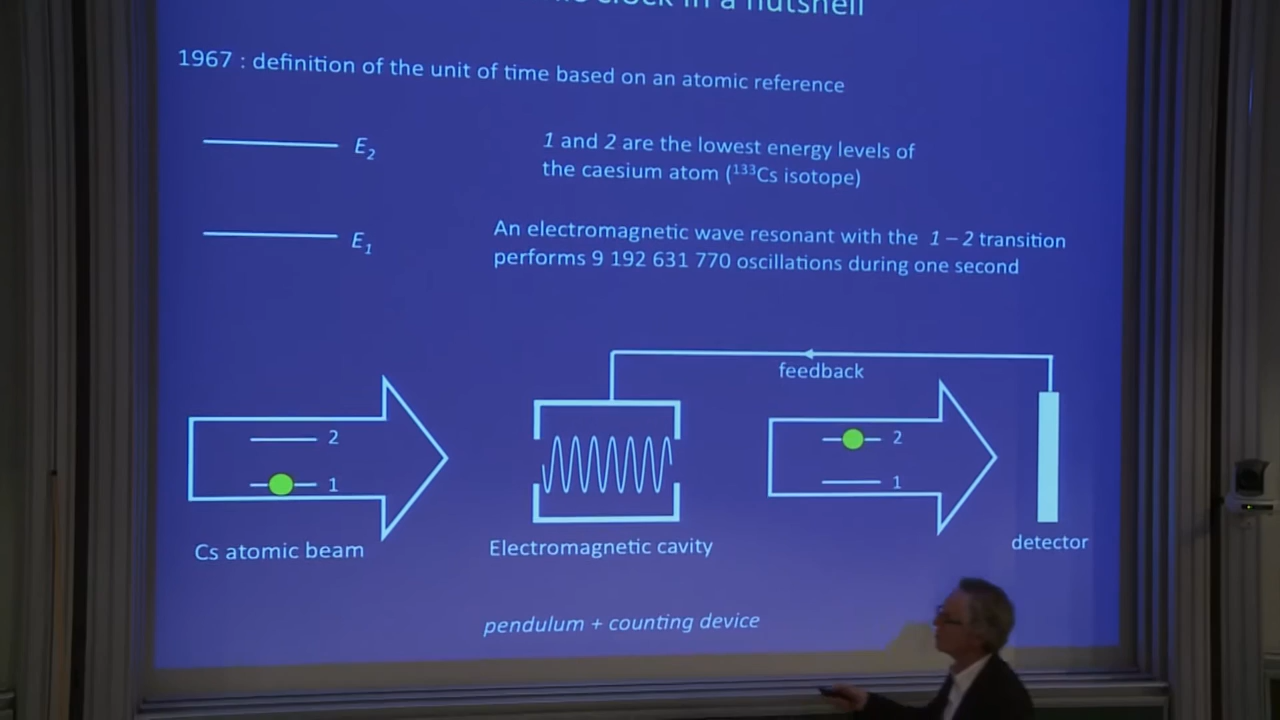 clock in a nutshell
1967 : definition of the unit of time based on an atomic reference
E2
1 and 2 are the lowest energy levels of
the caesium atom (¹³³Cs isotope)
E1
An electromagnetic wave resonant with the 1 – 2 transition
performs 9 192 631 770 oscillations during one second
feedback
2
1
2
1
Cs atomic beam
Electromagnetic cavity
detector
pendulum + counting device